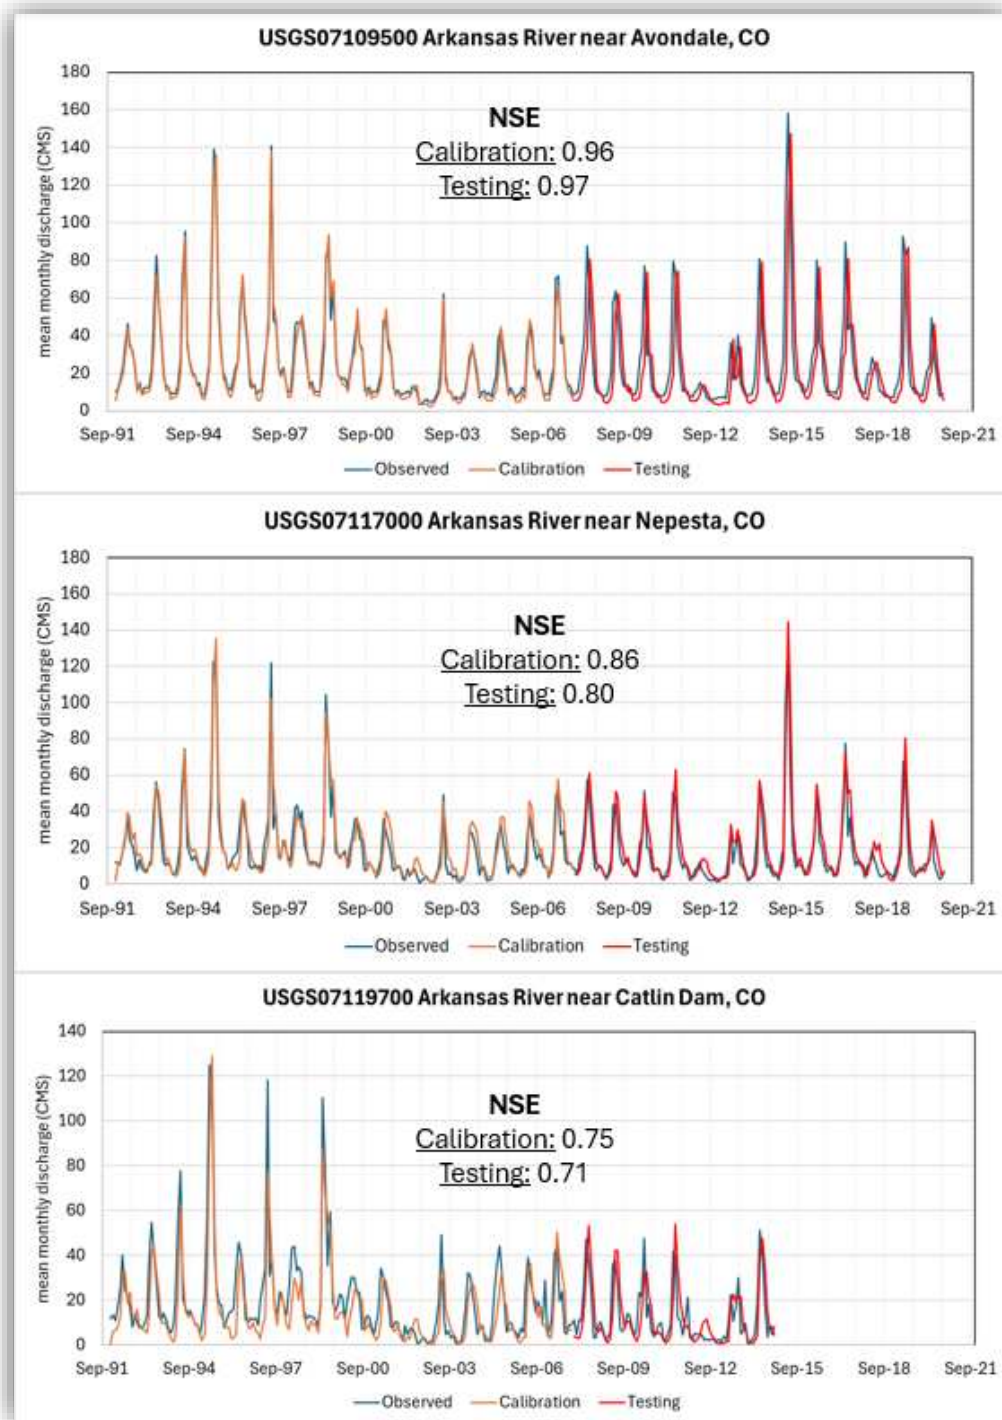 USGS07109500 Arkansas River near Avondale, CO
mean monthly discharge (CMS)
180
160
140
120
100
80
60
40
20
0
NSE
Calibration: 0.96
Testing: 0.97
Sep-91 Sep-94 Sep-97 Sep-00 Sep-03 Sep-06 Sep-09 Sep-12 Sep-15 Sep-18 Sep-21
Observed Calibration Testing
USGS07117000 Arkansas River near Nepesta, CO
mean monthly discharge (CMS)
180
160
140
120
100
80
60
40
20
0
NSE
Calibration: 0.86
Testing: 0.80
Sep-91 Sep-94 Sep-97 Sep-00 Sep-03 Sep-06 Sep-09 Sep-12 Sep-15 Sep-18 Sep-21
Observed Calibration Testing
USGS07119700 Arkansas River near Catlin Dam, CO
mean monthly discharge (CMS)
140
120
100
80
60
40
20
0
NSE
Calibration: 0.75
Testing: 0.71
Sep-91 Sep-94 Sep-97 Sep-00 Sep-03 Sep-06 Sep-09 Sep-12 Sep-15 Sep-18 Sep-21
Observed Calibration Testing